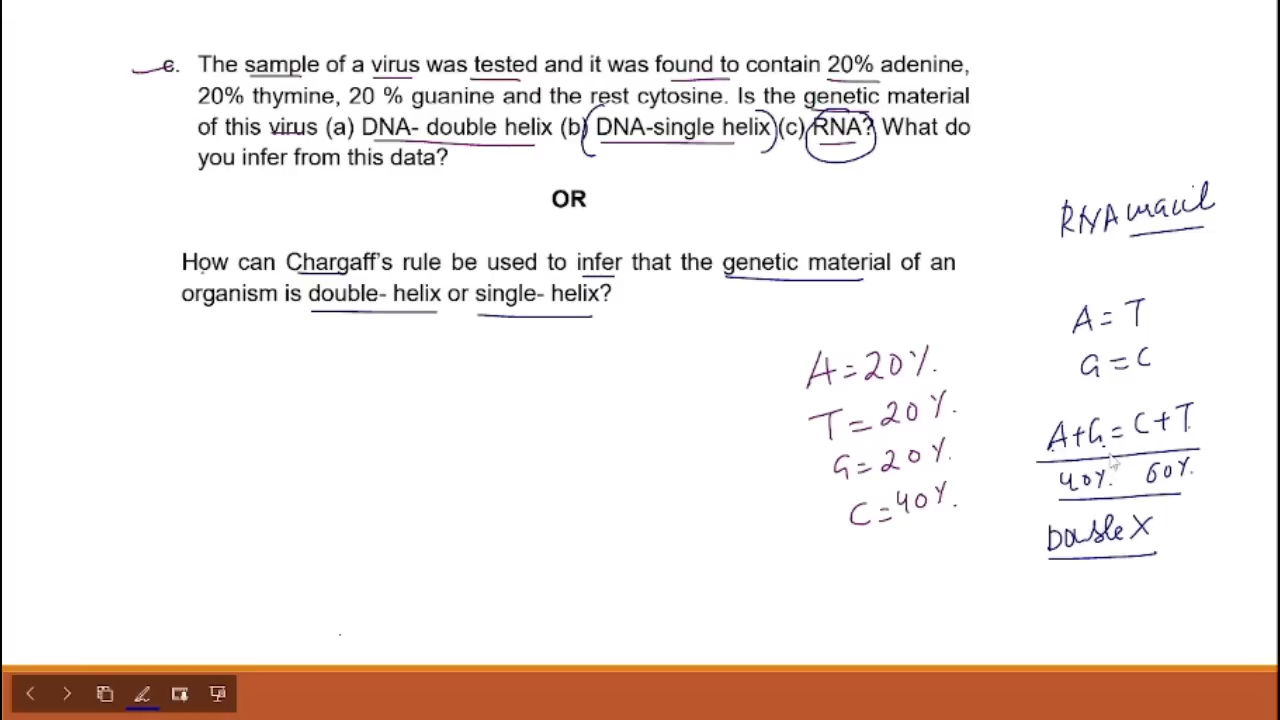 c. The sample of a virus was tested and it was found to contain 20% adenine,
20% thymine, 20 % guanine and the rest cytosine. Is the genetic material
of this virus (a) DNA- double helix (b) DNA-single helix (c) RNA? What do
you infer from this data?
OR
How can Chargaff's rule be used to infer that the genetic material of an
organism is double- helix or single- helix?
RNA uracil
A = T
G = C
A+G = C+T
40%. 60%.
Double X
A = 20%.
T = 20%.
G = 20%.
C = 40%.